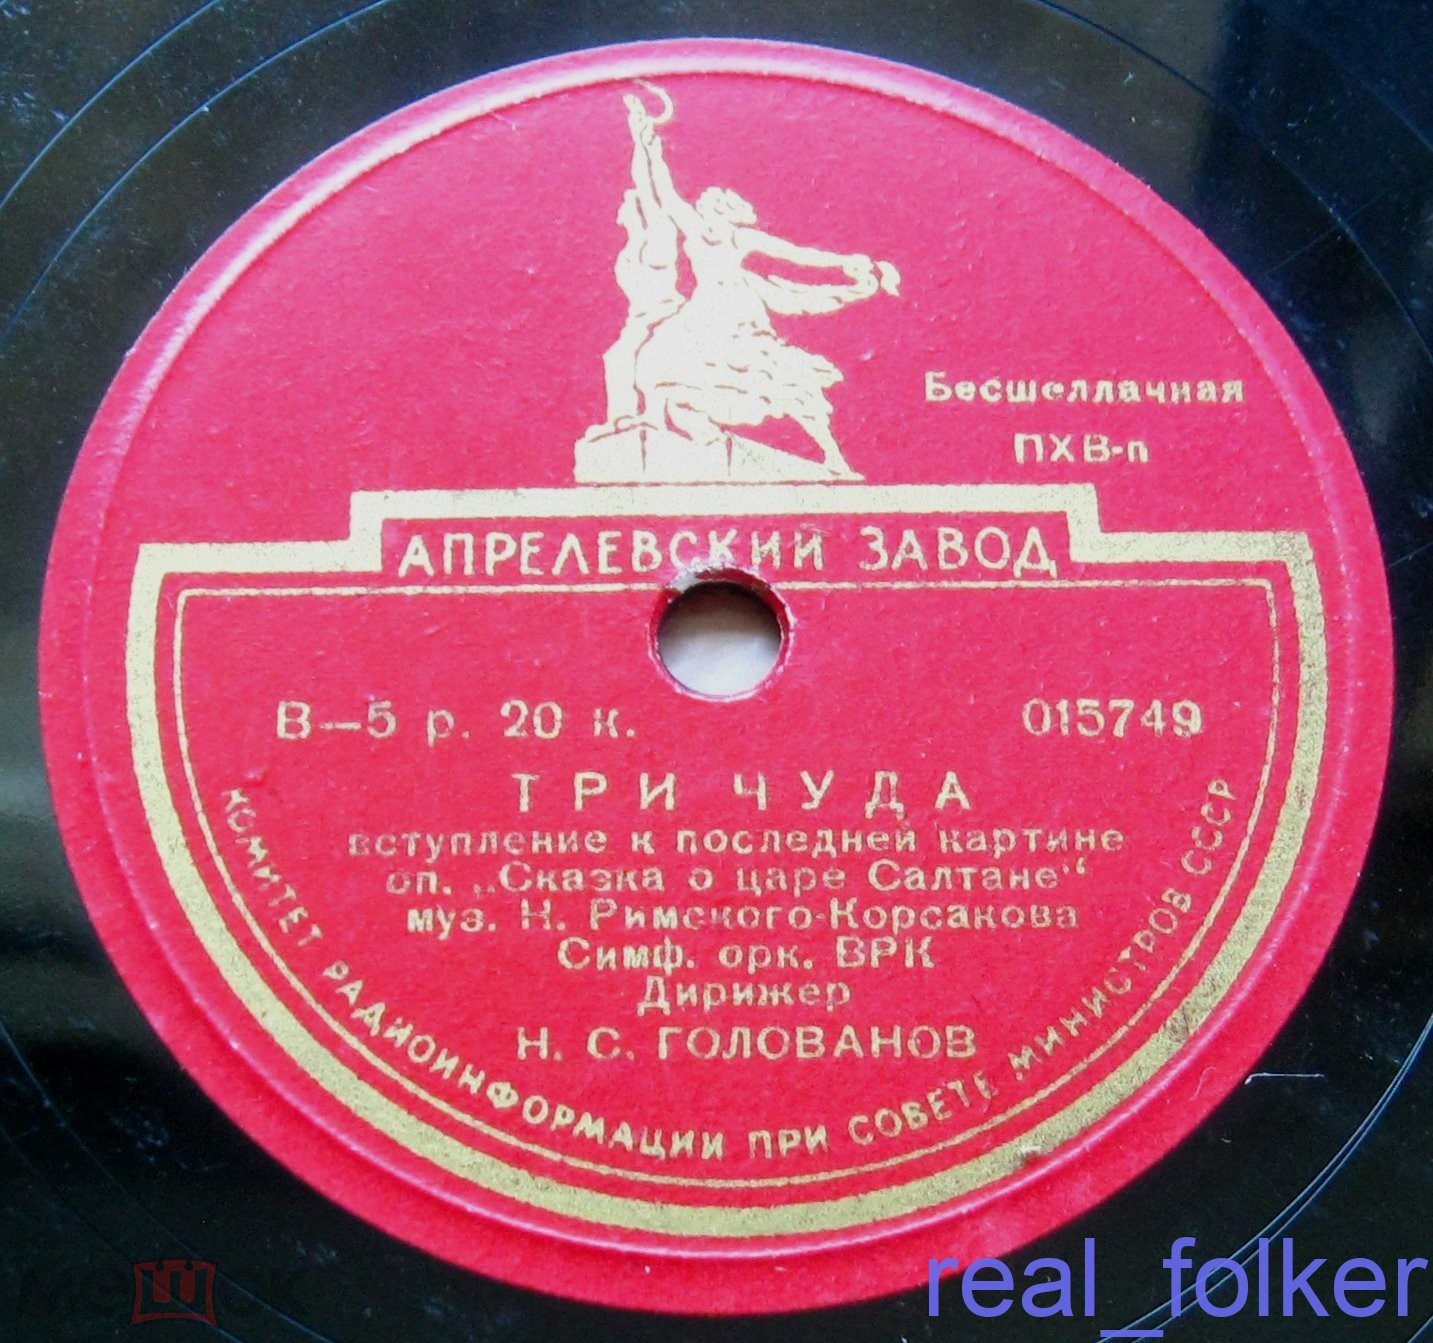 Бесшеллачная
ПХВ-п
АПРЕЛЕВСКИЙ ЗАВОД
В—5 р. 20 к.
015749
ТРИ ЧУДА
вступление к последней картине
оп. „Сказка о царе Салтане“
муз. Н. Римского-Корсакова
Симф. орк. ВРК
Дирижер
Н. С. ГОЛОВАНОВ
КОМИТЕТ РАДИОИНФОРМАЦИИ ПРИ СОВЕТЕ МИНИСТРОВ СССР
мешок
real_folker